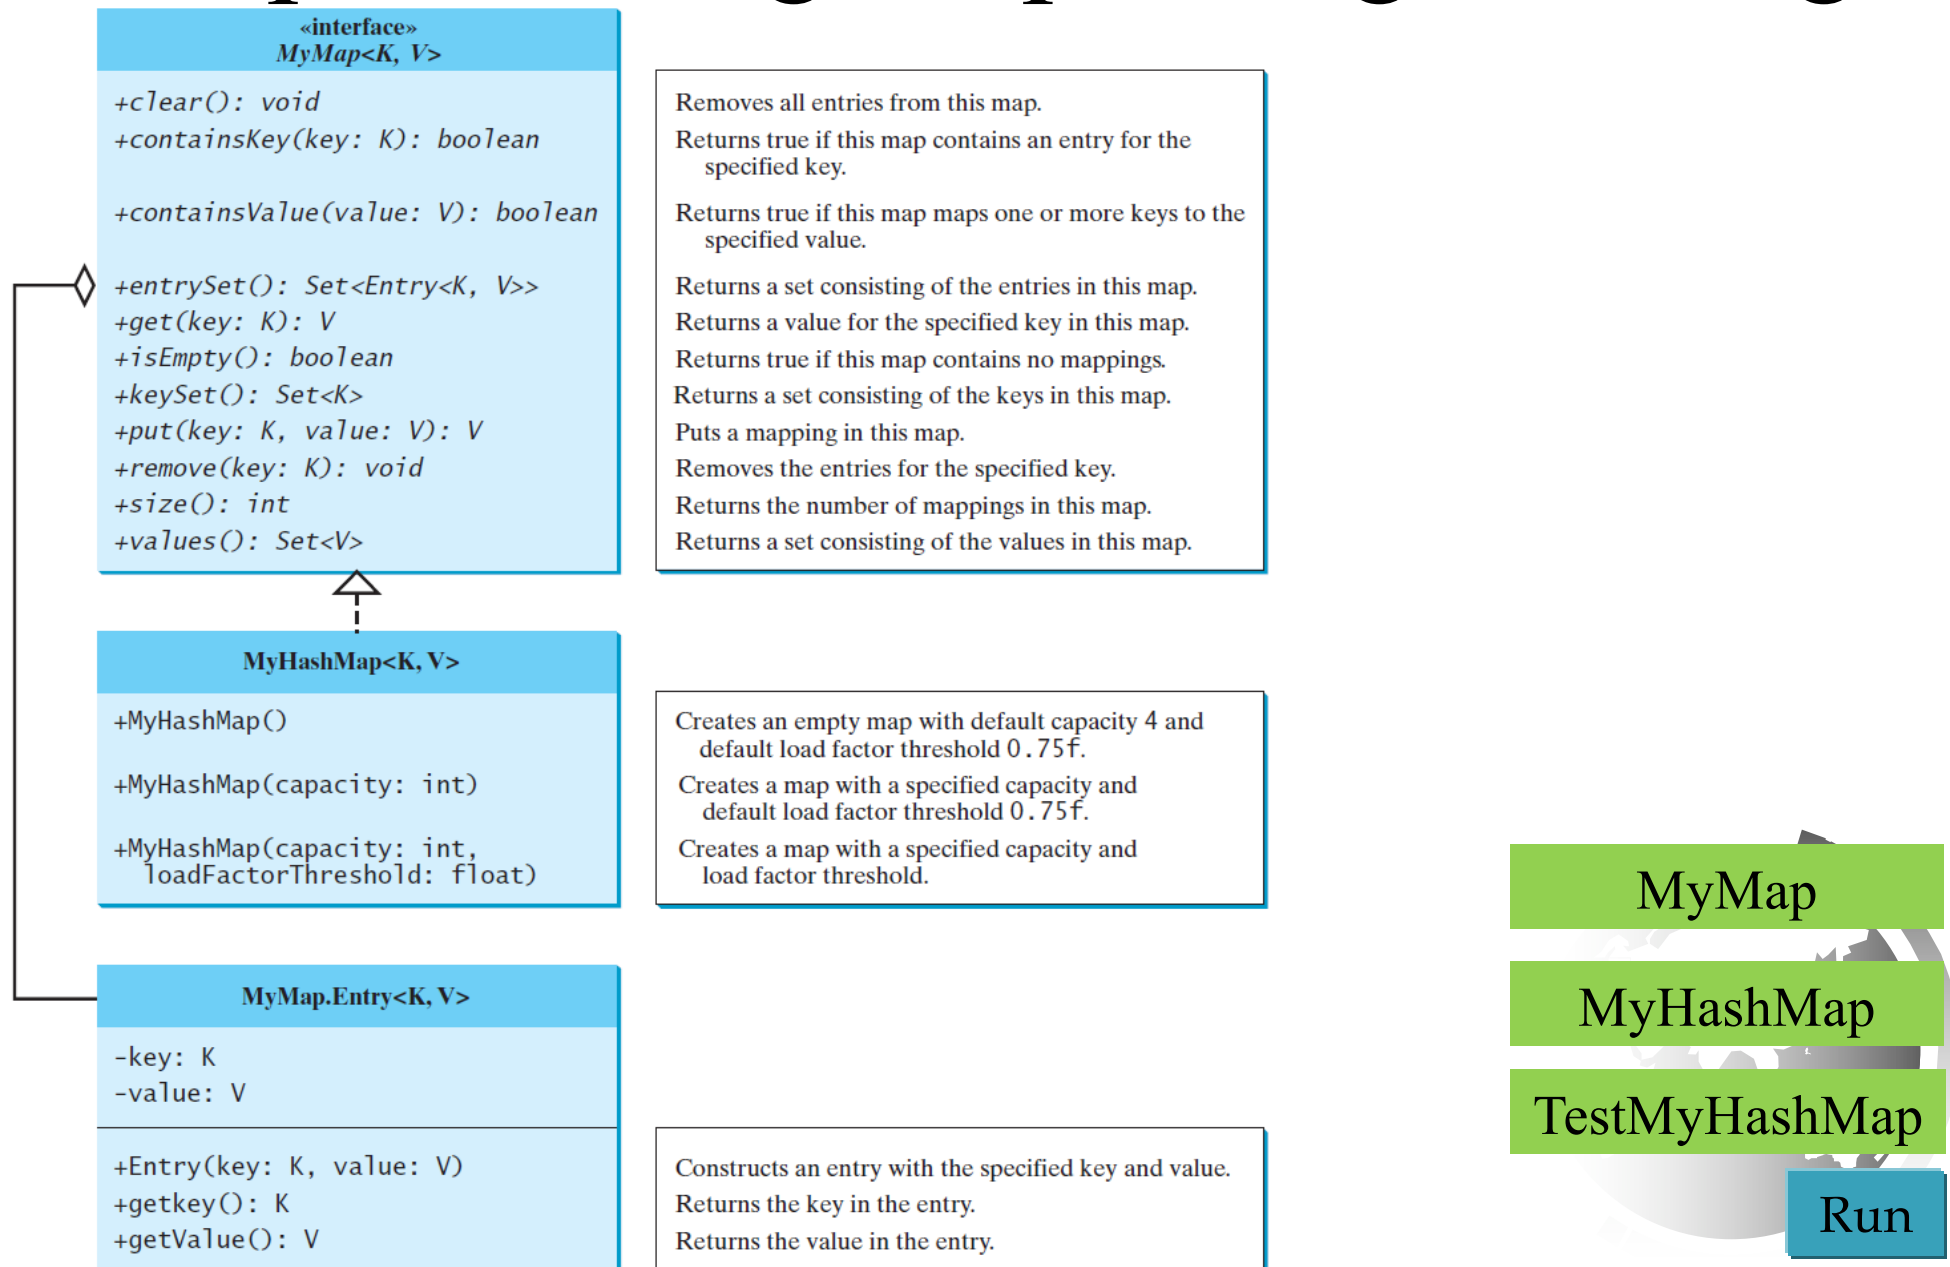 «interface»
MyMap<K, V>
+clear(): void
+containsKey(key: K): boolean
+containsValue(value: V): boolean
+entrySet(): Set<Entry<K, V>>
+get(key: K): V
+isEmpty(): boolean
+keySet(): Set<K>
+put(key: K, value: V): V
+remove(key: K): void
+size(): int
+values(): Set<V>
Removes all entries from this map.
Returns true if this map contains an entry for the
specified key.
Returns true if this map maps one or more keys to the
specified value.
Returns a set consisting of the entries in this map.
Returns a value for the specified key in this map.
Returns true if this map contains no mappings.
Returns a set consisting of the keys in this map.
Puts a mapping in this map.
Removes the entries for the specified key.
Returns the number of mappings in this map.
Returns a set consisting of the values in this map.
MyHashMap<K, V>
+MyHashMap()
+MyHashMap(capacity: int)
+MyHashMap(capacity: int,
loadFactorThreshold: float)
Creates an empty map with default capacity 4 and
default load factor threshold 0.75f.
Creates a map with a specified capacity and
default load factor threshold 0.75f.
Creates a map with a specified capacity and
load factor threshold.
MyMap.Entry<K, V>
-key: K
-value: V
+Entry(key: K, value: V)
+getkey(): K
+getValue(): V
Constructs an entry with the specified key and value.
Returns the key in the entry.
Returns the value in the entry.
MyMap
MyHashMap
TestMyHashMap
Run